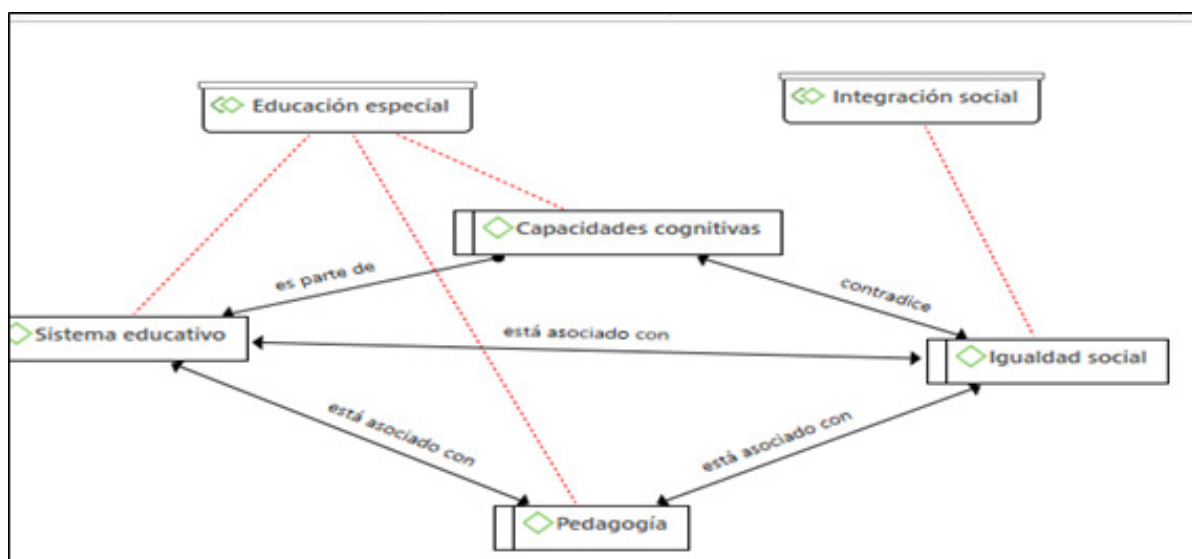 Educación especial
Integración social
Capacidades cognitivas
es parte de
contradice
Sistema educativo
está asociado con
Igualdad social
está asociado con
está asociado con
Pedagogía